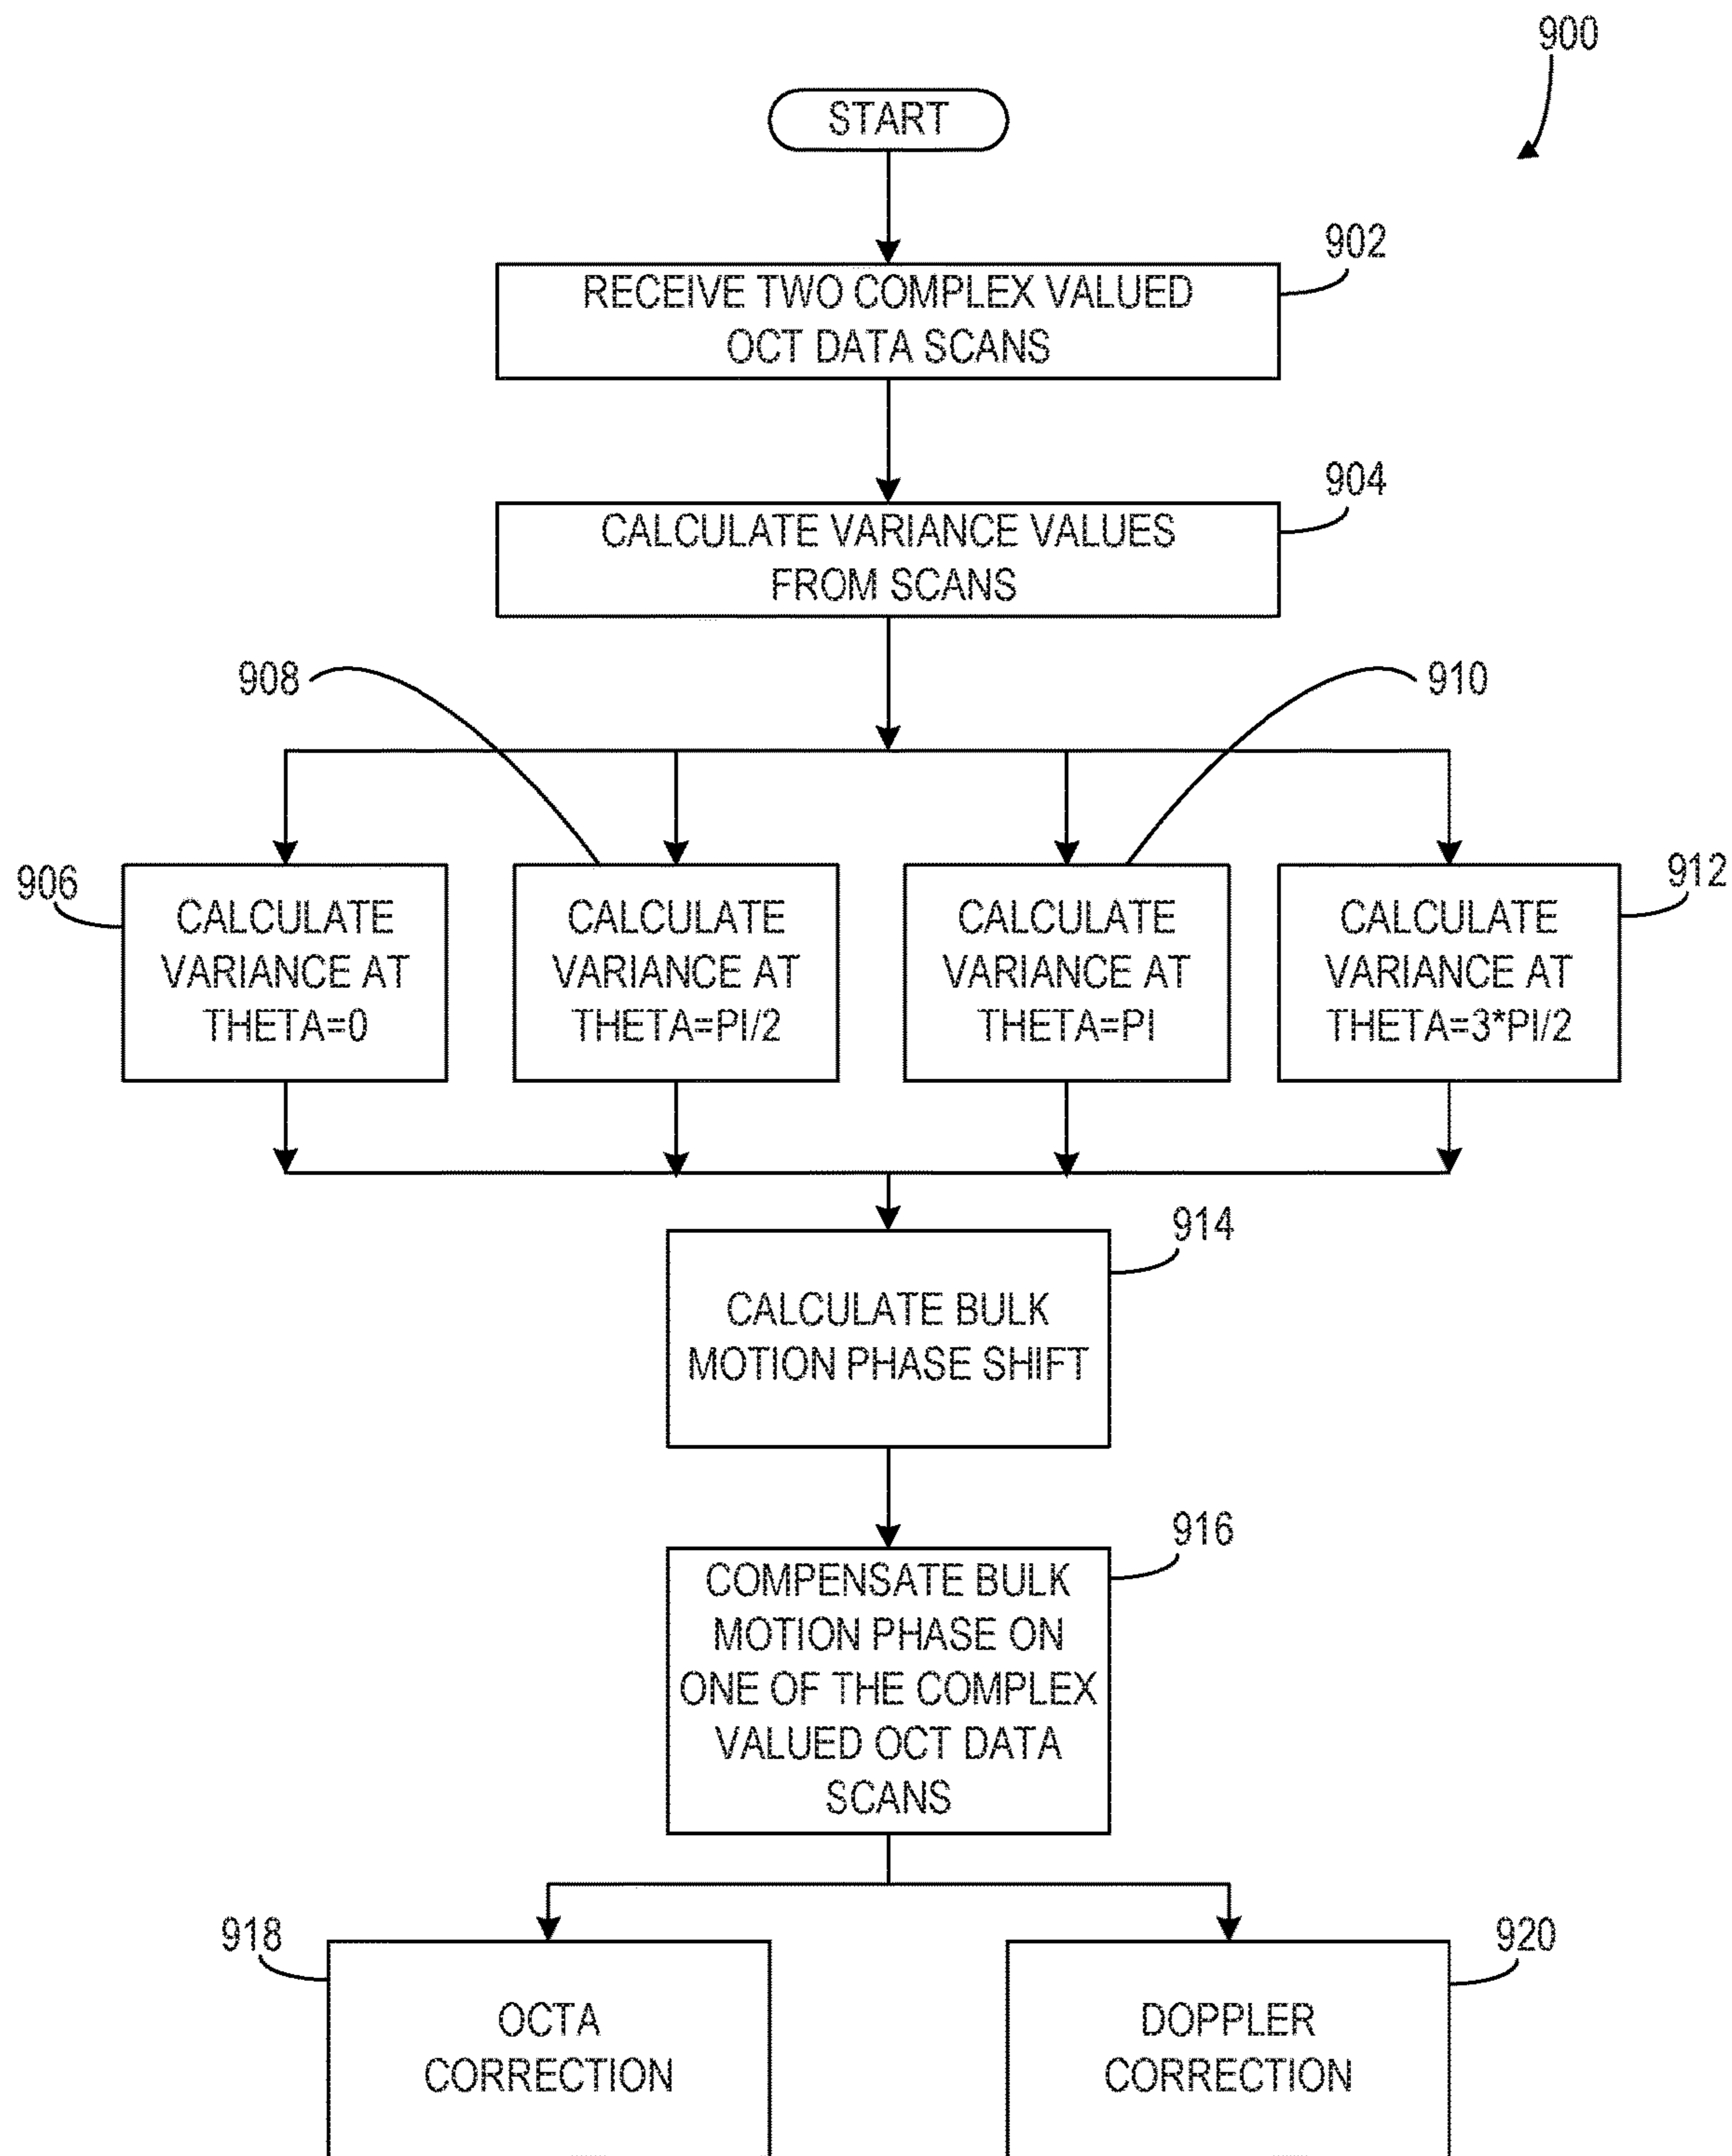 900
START
902
RECEIVE TWO COMPLEX VALUED
OCT DATA SCANS
904
CALCULATE VARIANCE VALUES
FROM SCANS
908
910
906
CALCULATE
VARIANCE AT
THETA=0
CALCULATE
VARIANCE AT
THETA=PI/2
CALCULATE
VARIANCE AT
THETA=PI
CALCULATE
VARIANCE AT
THETA=3*PI/2
912
914
CALCULATE BULK
MOTION PHASE SHIFT
916
COMPENSATE BULK
MOTION PHASE ON
ONE OF THE COMPLEX
VALUED OCT DATA
SCANS
918
OCTA
CORRECTION
920
DOPPLER
CORRECTION